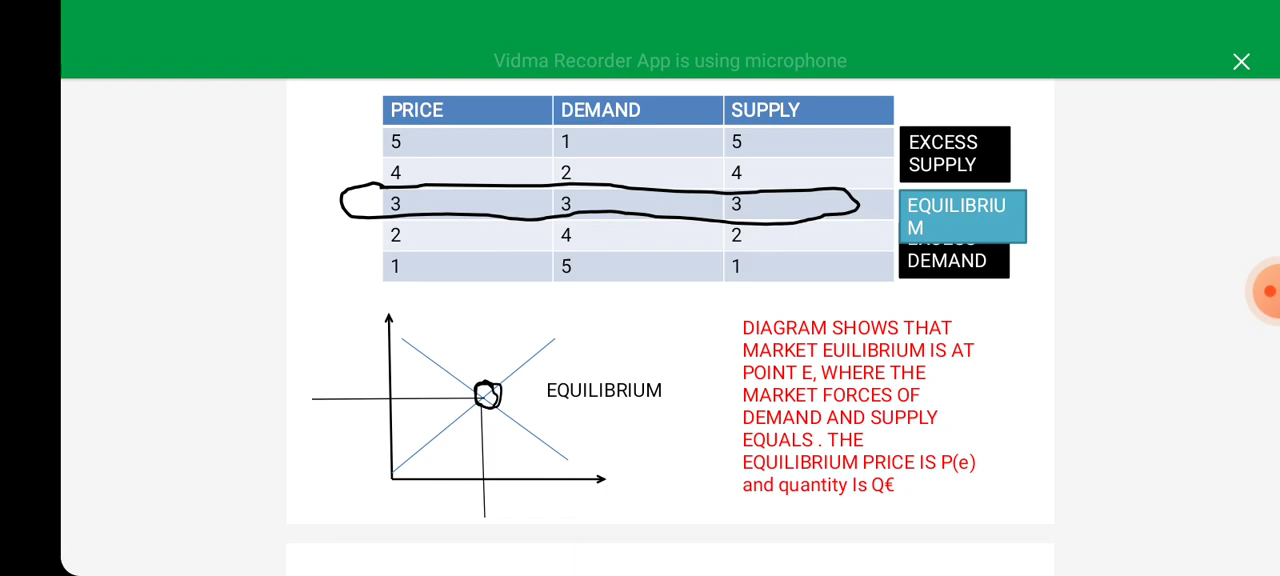 Vidma Recorder App is using microphone
PRICE DEMAND SUPPLY
5 1 5
4 2 4
3 3 3
2 4 2
1 5 1
EXCESS
SUPPLY
EQUILIBRIU
M
EXCESS
DEMAND
EQUILIBRIUM
DIAGRAM SHOWS THAT
MARKET EUILIBRIUM IS AT
POINT E, WHERE THE
MARKET FORCES OF
DEMAND AND SUPPLY
EQUALS . THE
EQUILIBRIUM PRICE IS P(e)
and quantity Is Q€